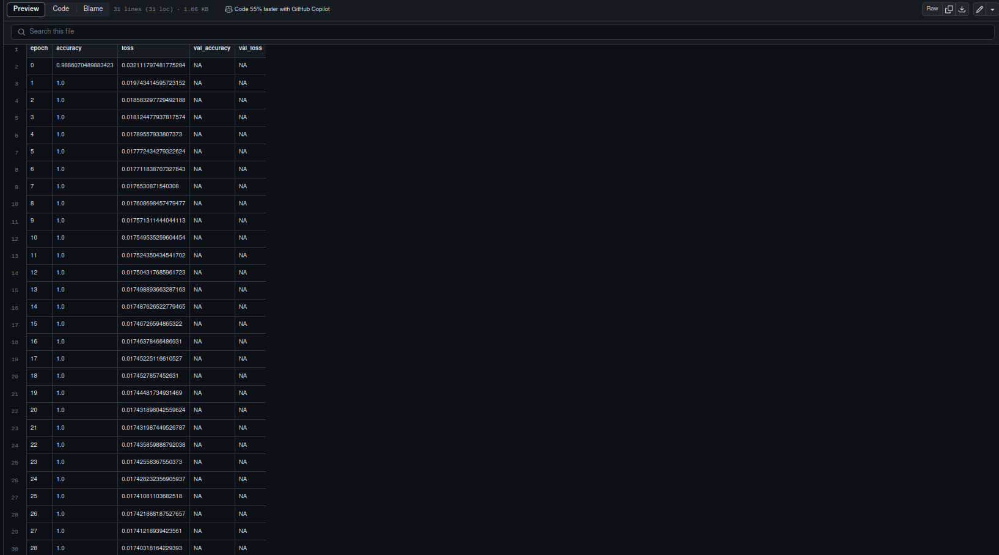 Preview Code Blame 31 lines (31 loc) · 1.06 KB Code 55% faster with GitHub Copilot Raw
Search this file
1 epoch accuracy loss val_accuracy val_loss
2 0 0.9886070489883423 0.032111797481775284 NA NA
3 1 1.0 0.019743414595723152 NA NA
4 2 1.0 0.018583297729492188 NA NA
5 3 1.0 0.018124477937817574 NA NA
6 4 1.0 0.01789557933807373 NA NA
7 5 1.0 0.017772434279322624 NA NA
8 6 1.0 0.017711838707327843 NA NA
9 7 1.0 0.0176530871540308 NA NA
10 8 1.0 0.017608698457479477 NA NA
11 9 1.0 0.017571311444044113 NA NA
12 10 1.0 0.017549535259604454 NA NA
13 11 1.0 0.017524350434541702 NA NA
14 12 1.0 0.017504317685961723 NA NA
15 13 1.0 0.017498893663287163 NA NA
16 14 1.0 0.017487626522779465 NA NA
17 15 1.0 0.01746726594865322 NA NA
18 16 1.0 0.01746378466486931 NA NA
19 17 1.0 0.01745225116610527 NA NA
20 18 1.0 0.0174527857452631 NA NA
21 19 1.0 0.01744481734931469 NA NA
22 20 1.0 0.017431898042559624 NA NA
23 21 1.0 0.017431987449526787 NA NA
24 22 1.0 0.017435859888792038 NA NA
25 23 1.0 0.01742558367550373 NA NA
26 24 1.0 0.017428232356905937 NA NA
27 25 1.0 0.01741081103682518 NA NA
28 26 1.0 0.017421888187527657 NA NA
29 27 1.0 0.01741218939423561 NA NA
30 28 1.0 0.01740318164229393 NA NA